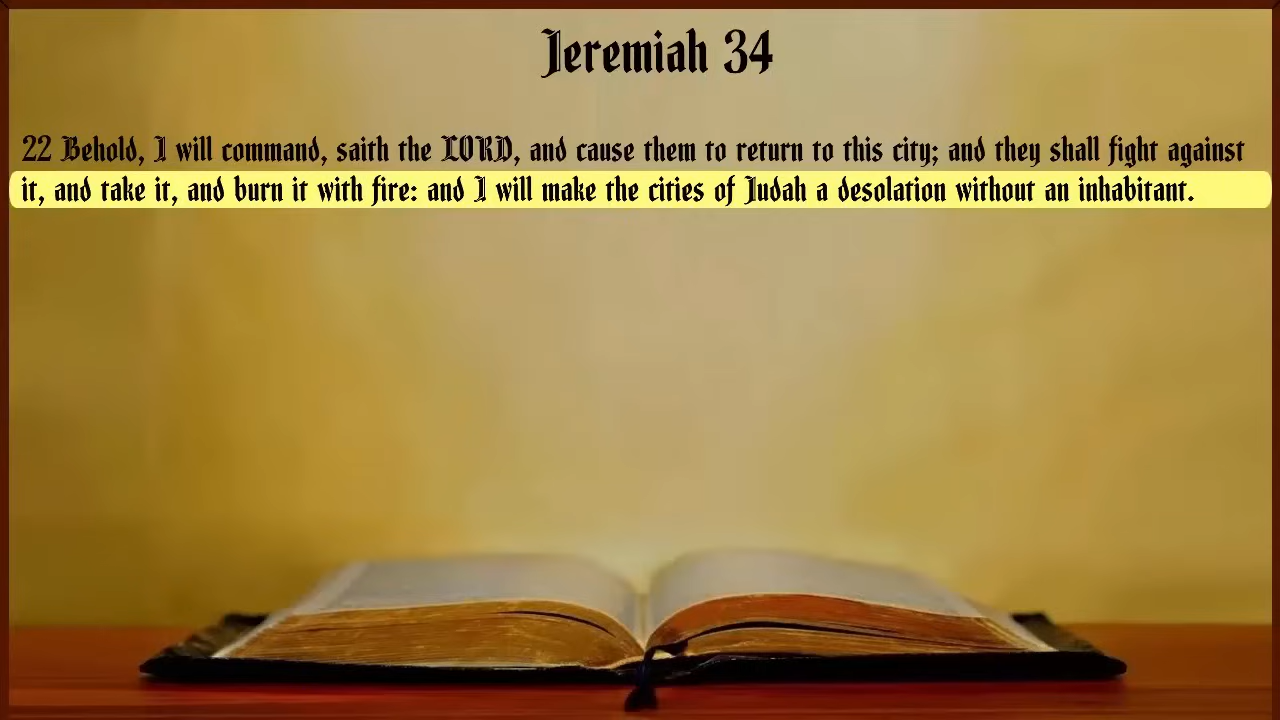 Jeremiah 34
22 Behold, I will command, saith the LORD, and cause them to return to this city; and they shall fight against
it, and take it, and burn it with fire: and I will make the cities of Judah a desolation without an inhabitant.